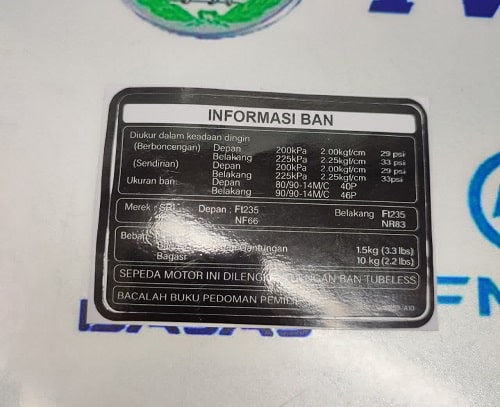 INFORMASI BAN
Diukur dalam keadaan dingin
(Berboncengan) Depan 200kPa 2.00kgf/cm 29 psi
Belakang 225kPa 2.25kgf/cm 33 psi
(Sendirian) Depan 200kPa 2.00kgf/cm 29 psi
Belakang 225kPa 2.25kgf/cm 33psi
Ukuran ban: Depan 80/90-14M/C 40P
Belakang 90/90-14M/C 46P
Merek : SRI Depan : FI235 Belakang FI235
NF66 NR83
1.5kg (3.3 lbs)
Bagasi 10 kg (2.2 lbs)
SEPEDA MOTOR INI BAN TUBELESS
BACALAH BUKU PEDOMAN